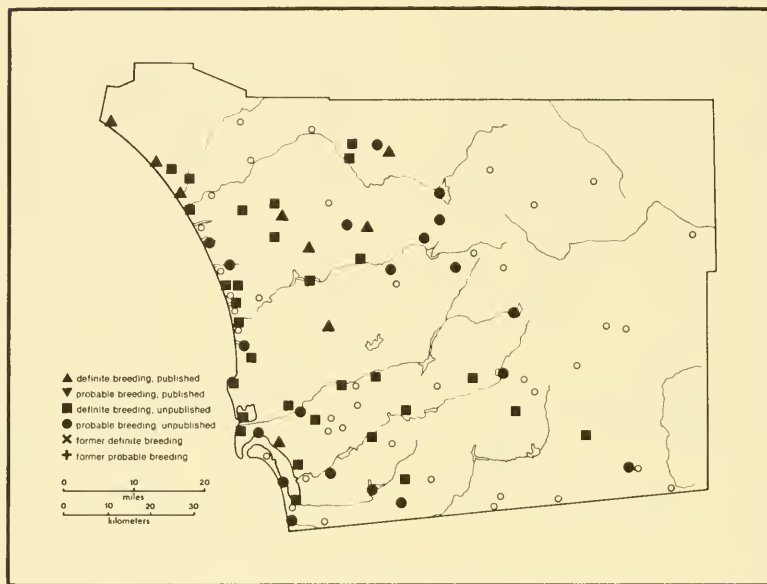 definite breeding, published
probable breeding, published
definite breeding, unpublished
probable breeding, unpublished
former definite breeding
former probable breeding
0 10 20
miles
0 10 20 30
kilometers